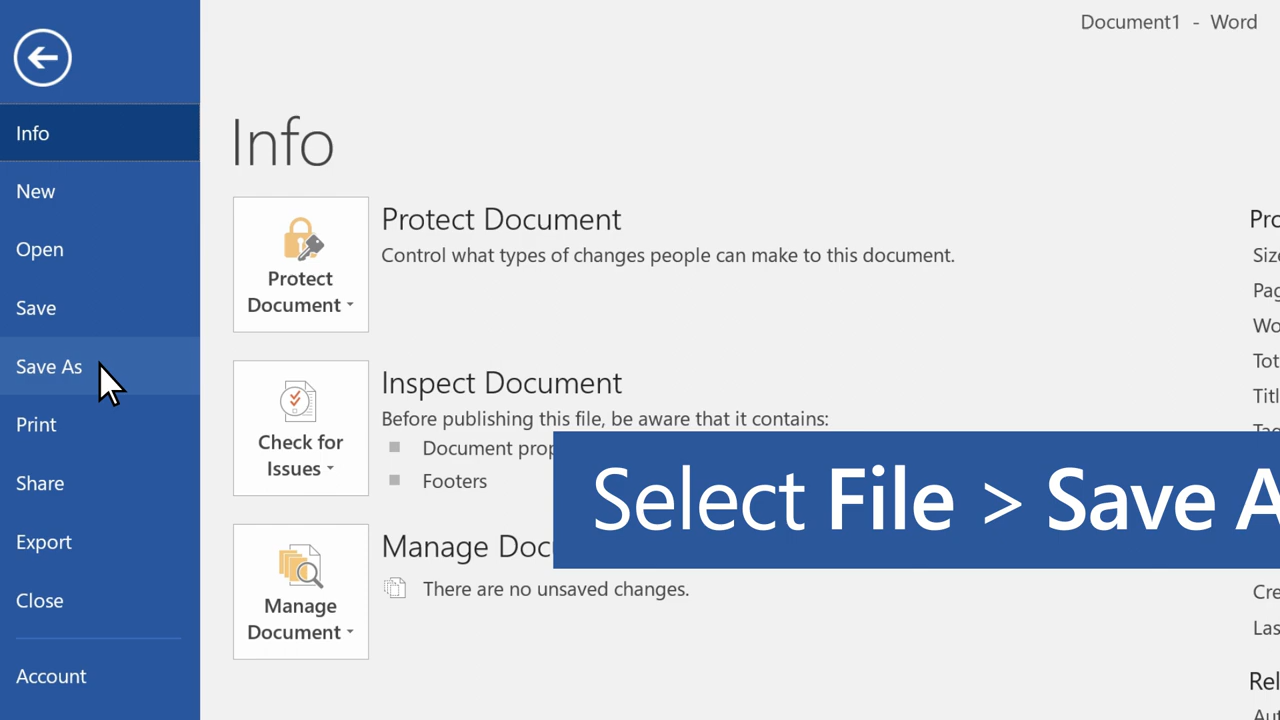 Document1 - Word
Info
New
Open
Save
Save As
Print
Share
Export
Close
Account
Info
Protect
Document
Protect Document
Control what types of changes people can make to this document.
Check for
Issues
Inspect Document
Before publishing this file, be aware that it contains:
Document
Footers
Select File > Save
Manage
Document
Manage
There are no unsaved changes.